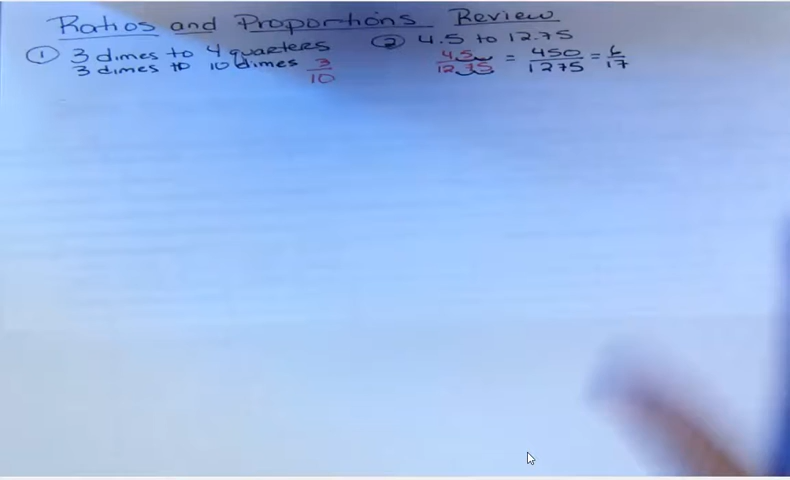 Ratios and Proportions Review
① 3 dimes to 4 quarters
3 dimes to 10 dimes 3/10
② 4.5 to 12.75
4.5/12.75 = 450/1275 = 6/17